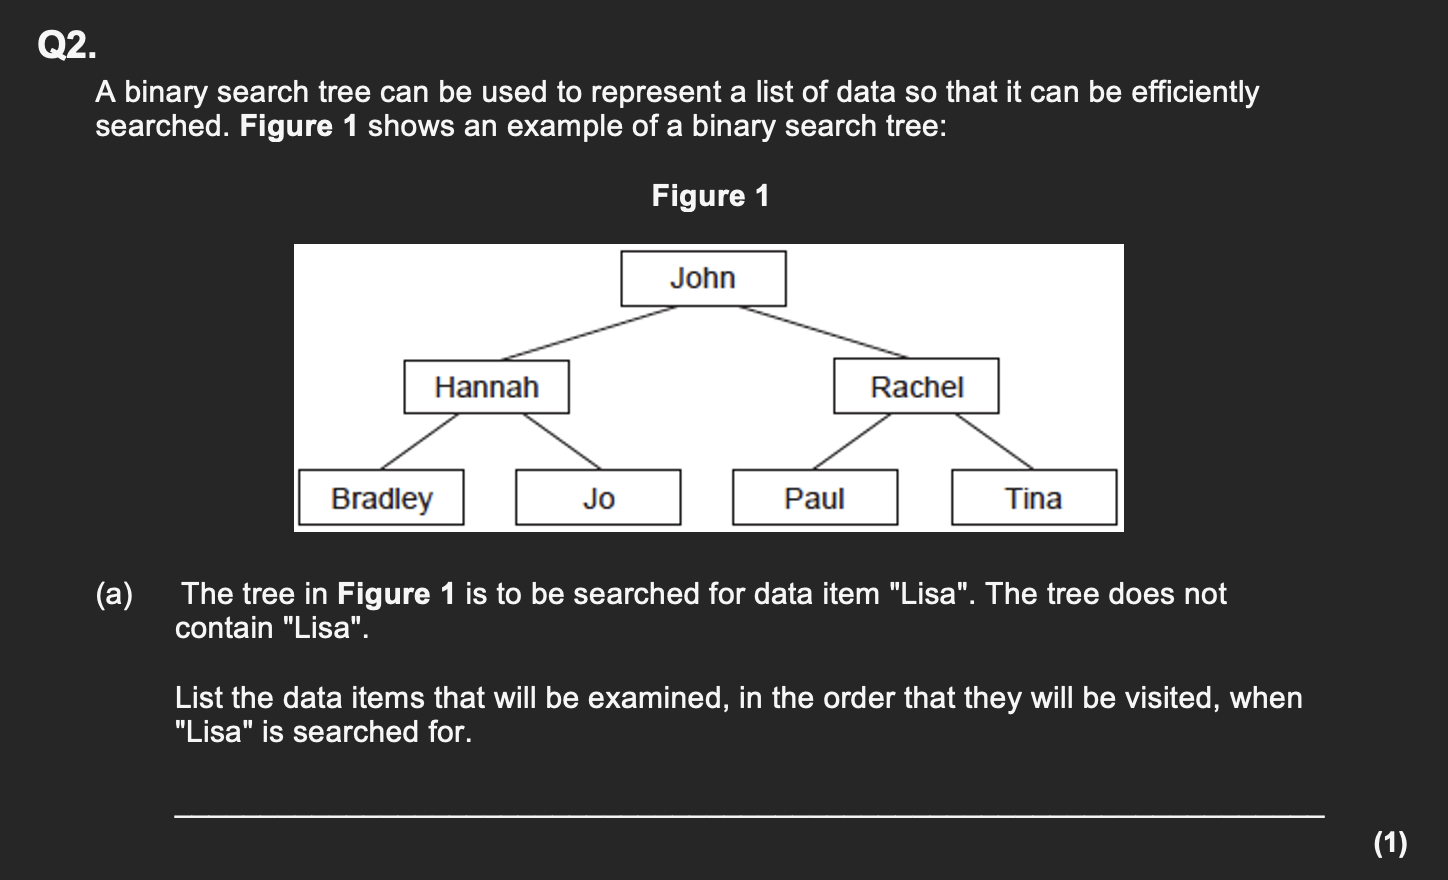 Q2.
A binary search tree can be used to represent a list of data so that it can be efficiently
searched. Figure 1 shows an example of a binary search tree:
Figure 1
John
Hannah
Rachel
Bradley
Jo
Paul
Tina
(a) The tree in Figure 1 is to be searched for data item "Lisa". The tree does not
contain "Lisa".
List the data items that will be examined, in the order that they will be visited, when
"Lisa" is searched for.
(1)